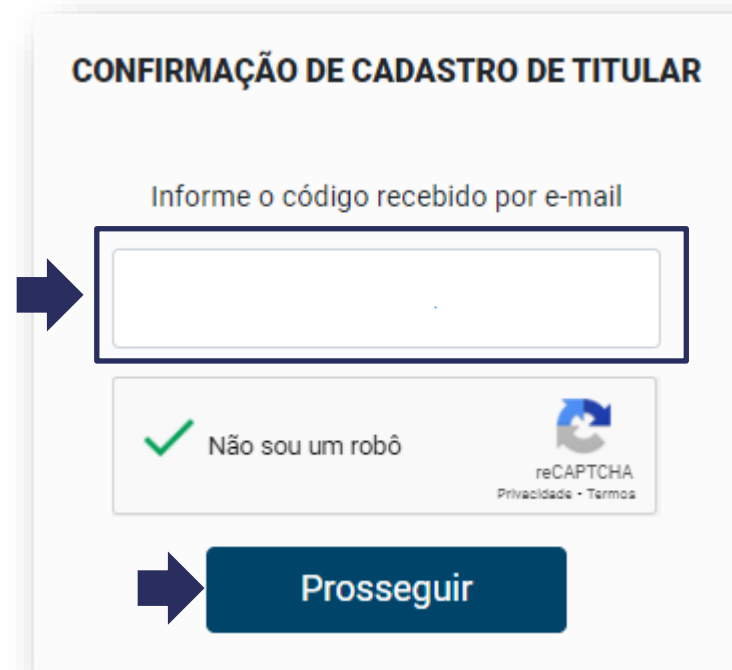 CONFIRMAÇÃO DE CADASTRO DE TITULAR
Informe o código recebido por e-mail
Não sou um robô
reCAPTCHA
Privacidade - Termos
Prosseguir